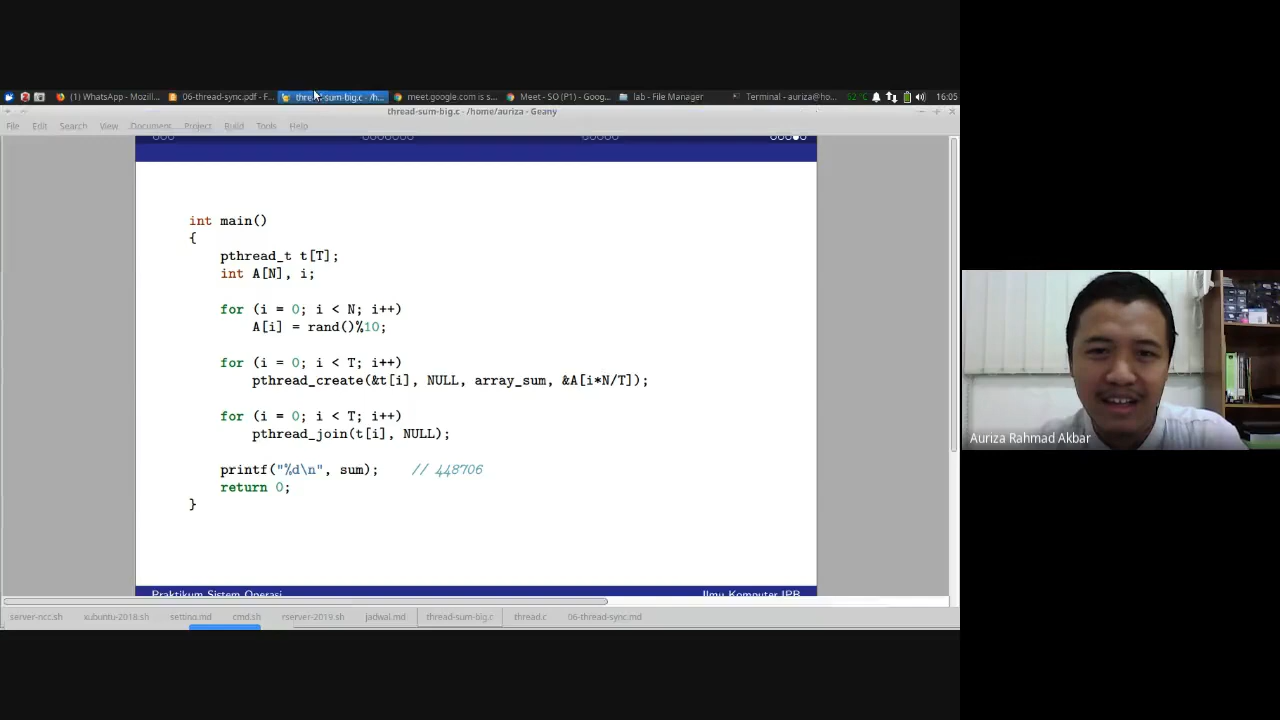 (1) WhatsApp - Mozill...
06-thread-sync.pdf - F...
thread-sum-big.c - /h...
meet.google.com is s...
Meet - SO (P1) - Goog...
lab - File Manager
Terminal - auriza@ho...
52 °C
16:05
thread-sum-big.c - /home/auriza - Geany
File Edit Search View Document Project Build Tools Help
int main()
{
pthread_t t[T];
int A[N], i;
for (i = 0; i < N; i++)
A[i] = rand()%10;
for (i = 0; i < T; i++)
pthread_create(&t[i], NULL, array_sum, &A[i*N/T]);
for (i = 0; i < T; i++)
pthread_join(t[i], NULL);
printf("%d\n", sum); // 448706
return 0;
}
Auriza Rahmad Akbar
Praktikum Sistem Operasi
Ilmu Komputer IPB
server-ncc.sh xubuntu-2018.sh setting.md cmd.sh rserver-2019.sh jadwal.md thread-sum-big.c thread.c 06-thread-sync.md